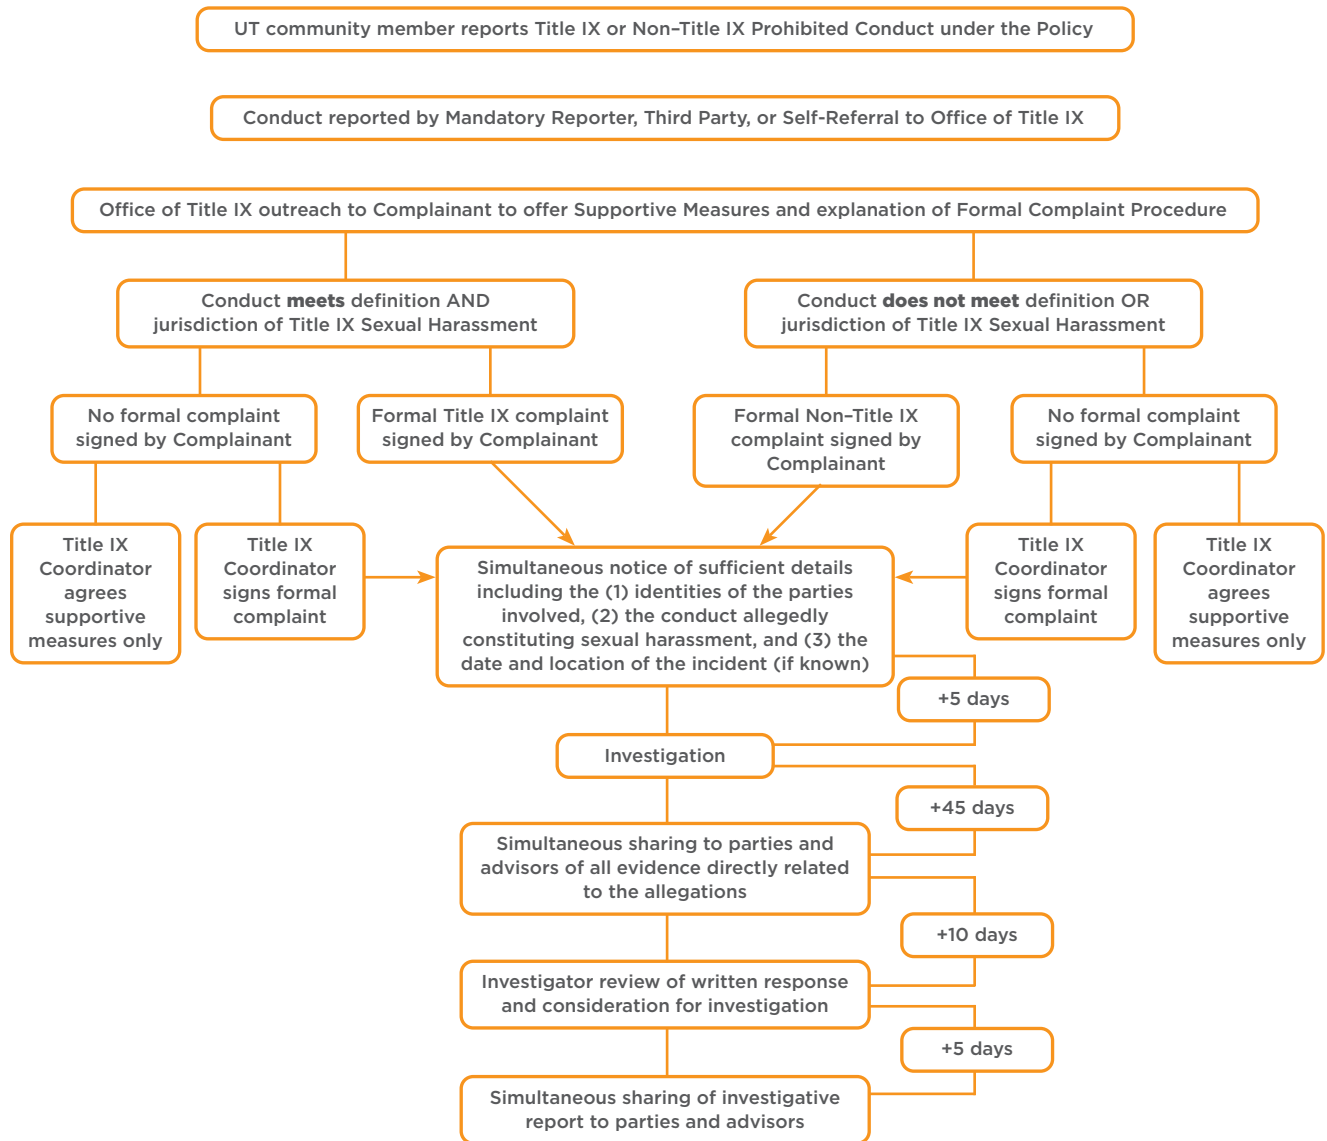 UT community member reports Title IX or Non–Title IX Prohibited Conduct under the Policy
Conduct reported by Mandatory Reporter, Third Party, or Self-Referral to Office of Title IX
Office of Title IX outreach to Complainant to offer Supportive Measures and explanation of Formal Complaint Procedure
Conduct meets definition AND
jurisdiction of Title IX Sexual Harassment
Conduct does not meet definition OR
jurisdiction of Title IX Sexual Harassment
No formal complaint
signed by Complainant
Formal Title IX complaint
signed by Complainant
Formal Non–Title IX
complaint signed by
Complainant
No formal complaint
signed by Complainant
Title IX
Coordinator
agrees
supportive
measures only
Title IX
Coordinator
signs formal
complaint
Simultaneous notice of sufficient details
including the (1) identities of the parties
involved, (2) the conduct allegedly
constituting sexual harassment, and (3) the
date and location of the incident (if known)
Title IX
Coordinator
signs formal
complaint
Title IX
Coordinator
agrees
supportive
measures only
+5 days
Investigation
+45 days
Simultaneous sharing to parties and
advisors of all evidence directly related
to the allegations
+10 days
Investigator review of written response
and consideration for investigation
+5 days
Simultaneous sharing of investigative
report to parties and advisors